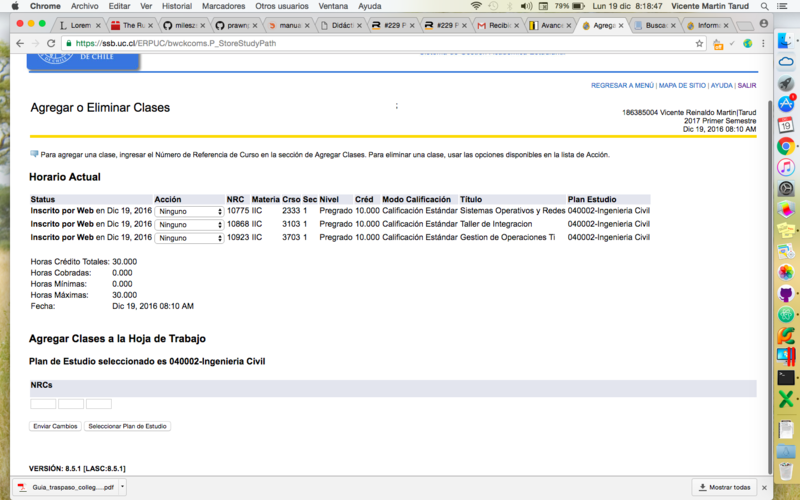 Chrome Archivo Editar Ver Historial Marcadores Otros usuarios Ventana Ayuda 79% Lun 19 dic 8:18:47 Vicente Martin Tarud
Lorem The Ro milesz prawnp manua Didáct #229 P #229 P Recibid Avance Agrega Buscad Informa
https://ssb.uc.cl/ERPUC/bwckcoms.P_StoreStudyPath
DE CHILE
REGRESAR A MENÚ | MAPA DE SITIO | AYUDA | SALIR
Agregar o Eliminar Clases
;
186385004 Vicente Reinaldo Martin|Tarud
2017 Primer Semestre
Dic 19, 2016 08:10 AM
Para agregar una clase, ingresar el Número de Referencia de Curso en la sección de Agregar Clases. Para eliminar una clase, usar las opciones disponibles en la lista de Acción.
Horario Actual
Status Acción NRC Materia Crso Sec Nivel Créd Modo Calificación Título Plan Estudio
Inscrito por Web en Dic 19, 2016 Ninguno 10775 IIC 2333 1 Pregrado 10.000 Calificación Estándar Sistemas Operativos y Redes 040002-Ingenieria Civil
Inscrito por Web en Dic 19, 2016 Ninguno 10868 IIC 3103 1 Pregrado 10.000 Calificación Estándar Taller de Integracion 040002-Ingenieria Civil
Inscrito por Web en Dic 19, 2016 Ninguno 10923 IIC 3703 1 Pregrado 10.000 Calificación Estándar Gestion de Operaciones Ti 040002-Ingenieria Civil
Horas Crédito Totales: 30.000
Horas Cobradas: 0.000
Horas Mínimas: 0.000
Horas Máximas: 30.000
Fecha: Dic 19, 2016 08:10 AM
Agregar Clases a la Hoja de Trabajo
Plan de Estudio seleccionado es 040002-Ingenieria Civil
NRCs
Enviar Cambios Seleccionar Plan de Estudio
VERSIÓN: 8.5.1 [LASC:8.5.1]
Guia_traspaso_colleg....pdf Mostrar todas